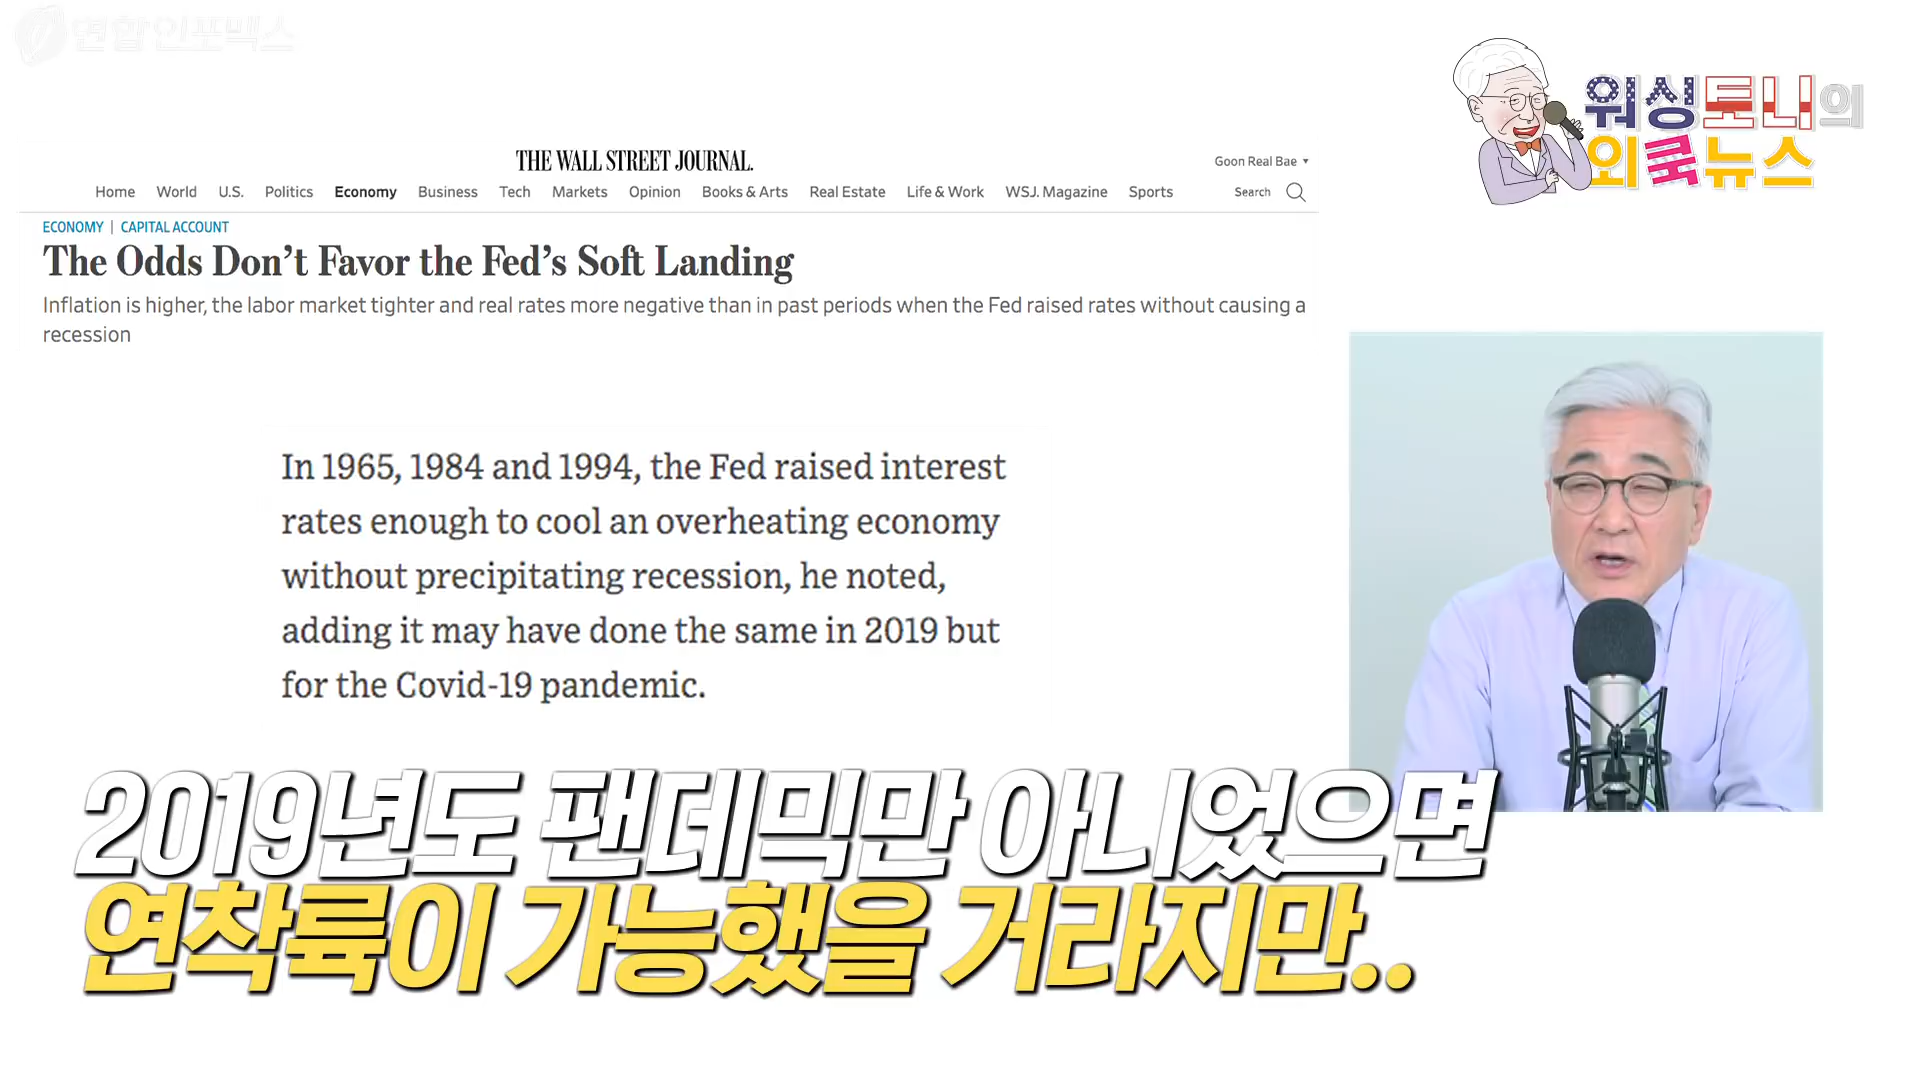 연합인포맥스
워싱토니의
외쿡뉴스
THE WALL STREET JOURNAL.
Goon Real Bae
Home World U.S. Politics Economy Business Tech Markets Opinion Books & Arts Real Estate Life & Work WSJ. Magazine Sports Search
ECONOMY | CAPITAL ACCOUNT
The Odds Don’t Favor the Fed’s Soft Landing
Inflation is higher, the labor market tighter and real rates more negative than in past periods when the Fed raised rates without causing a
recession
In 1965, 1984 and 1994, the Fed raised interest
rates enough to cool an overheating economy
without precipitating recession, he noted,
adding it may have done the same in 2019 but
for the Covid-19 pandemic.
2019년도 팬데믹만 아니었으면
연착륙이 가능했을 거라지만..